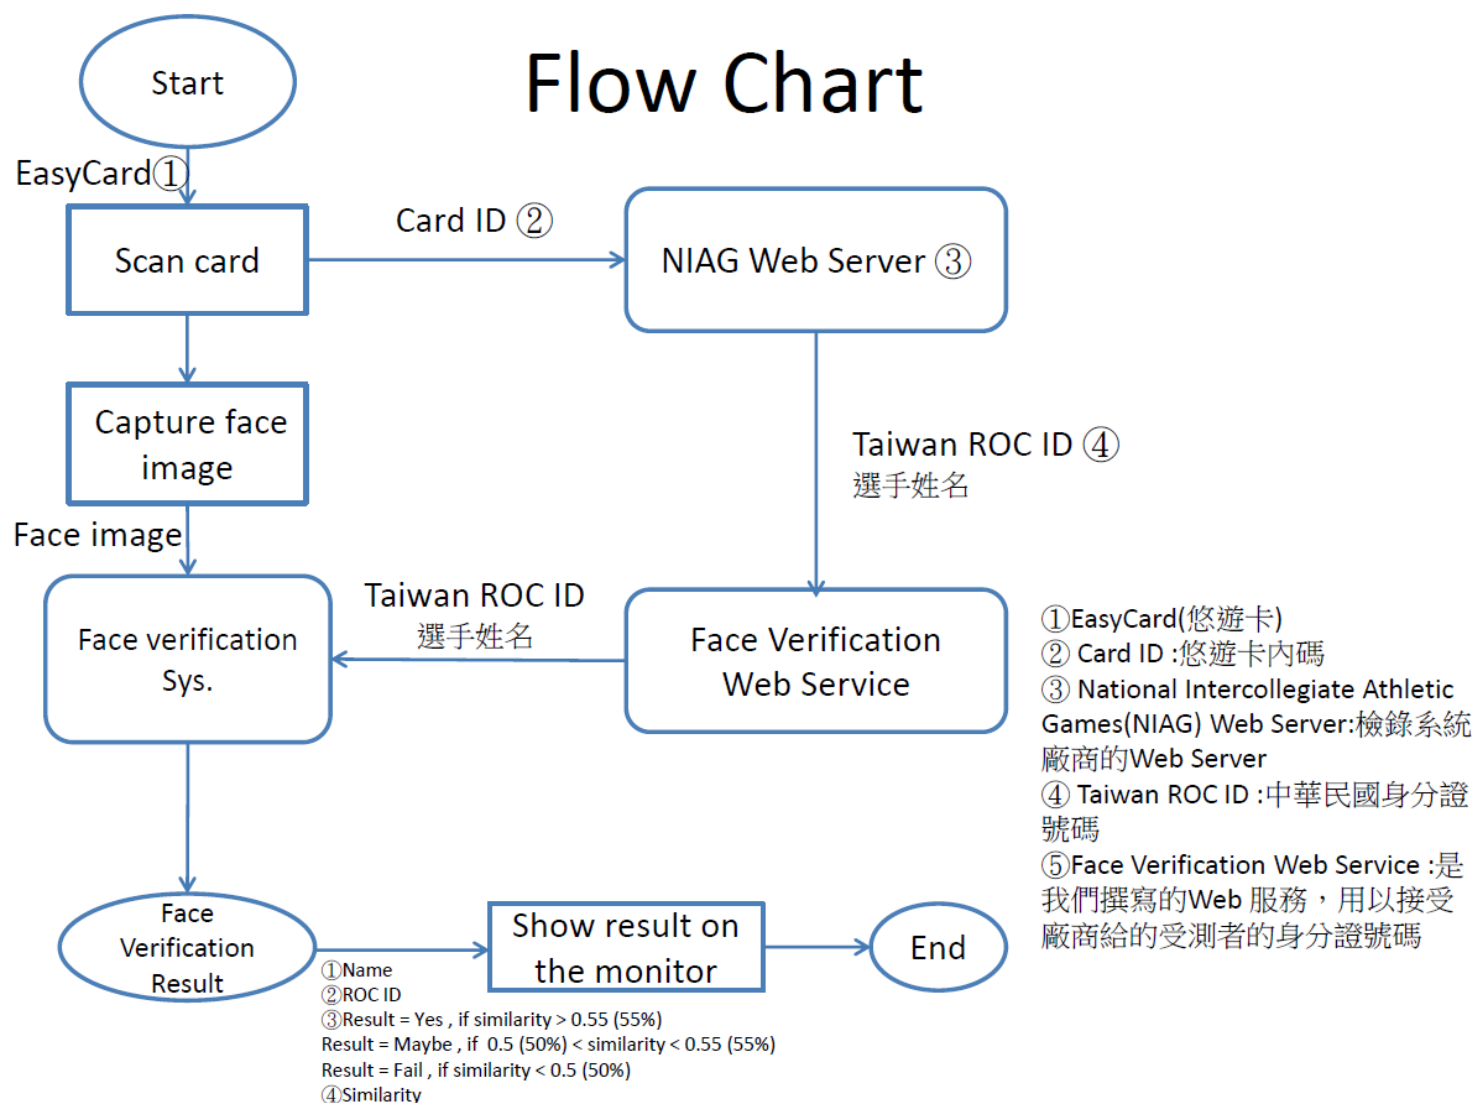 Flow Chart
Start
EasyCard①
Scan card
Card ID ②
NIAG Web Server ③
Capture face
image
Taiwan ROC ID ④
選手姓名
Face image
Taiwan ROC ID
選手姓名
Face verification
Sys.
Face Verification
Web Service
①EasyCard(悠遊卡)
② Card ID :悠遊卡內碼
③ National Intercollegiate Athletic
Games(NIAG) Web Server:檢錄系統
廠商的Web Server
④ Taiwan ROC ID :中華民國身分證
號碼
⑤Face Verification Web Service :是
我們撰寫的Web 服務，用以接受
廠商給的受測者的身分證號碼
Face
Verification
Result
Show result on
the monitor
End
①Name
②ROC ID
③Result = Yes , if similarity > 0.55 (55%)
Result = Maybe , if  0.5 (50%) < similarity < 0.55 (55%)
Result = Fail , if similarity < 0.5 (50%)
④Similarity